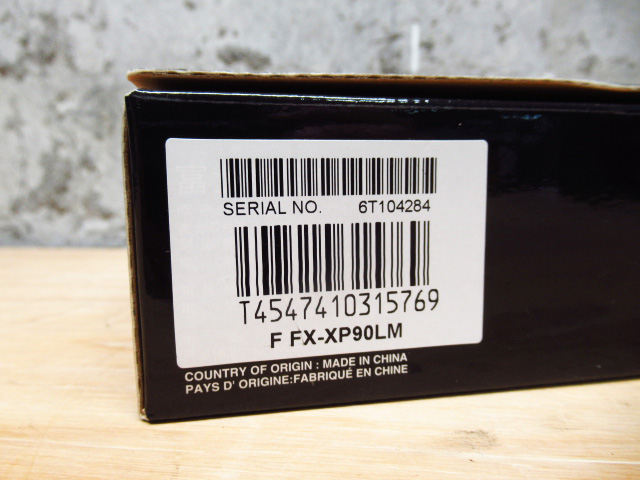 SERIAL NO. 6T104284
T4547410315769
F FX-XP90LM
COUNTRY OF ORIGIN : MADE IN CHINA
PAYS D' ORIGINE:FABRIQUÉ EN CHINE